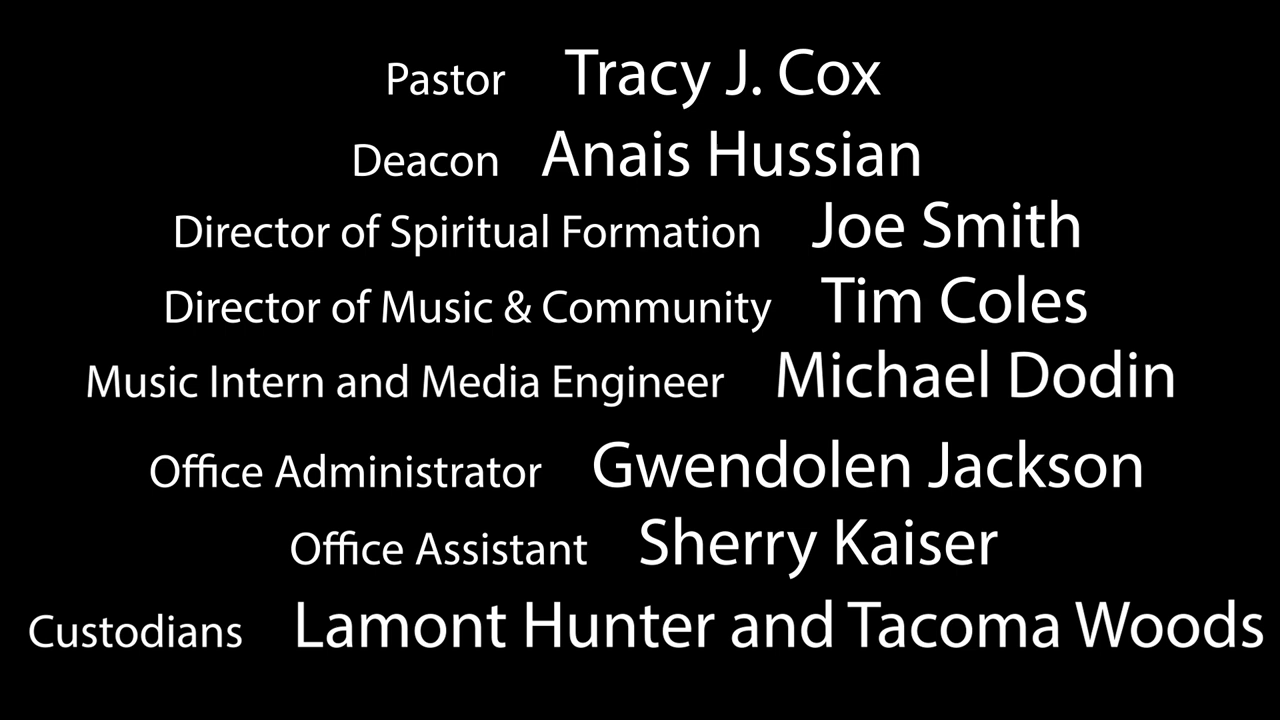 Pastor Tracy J. Cox
Deacon Anais Hussian
Director of Spiritual Formation Joe Smith
Director of Music & Community Tim Coles
Music Intern and Media Engineer Michael Dodin
Office Administrator Gwendolen Jackson
Office Assistant Sherry Kaiser
Custodians Lamont Hunter and Tacoma Woods